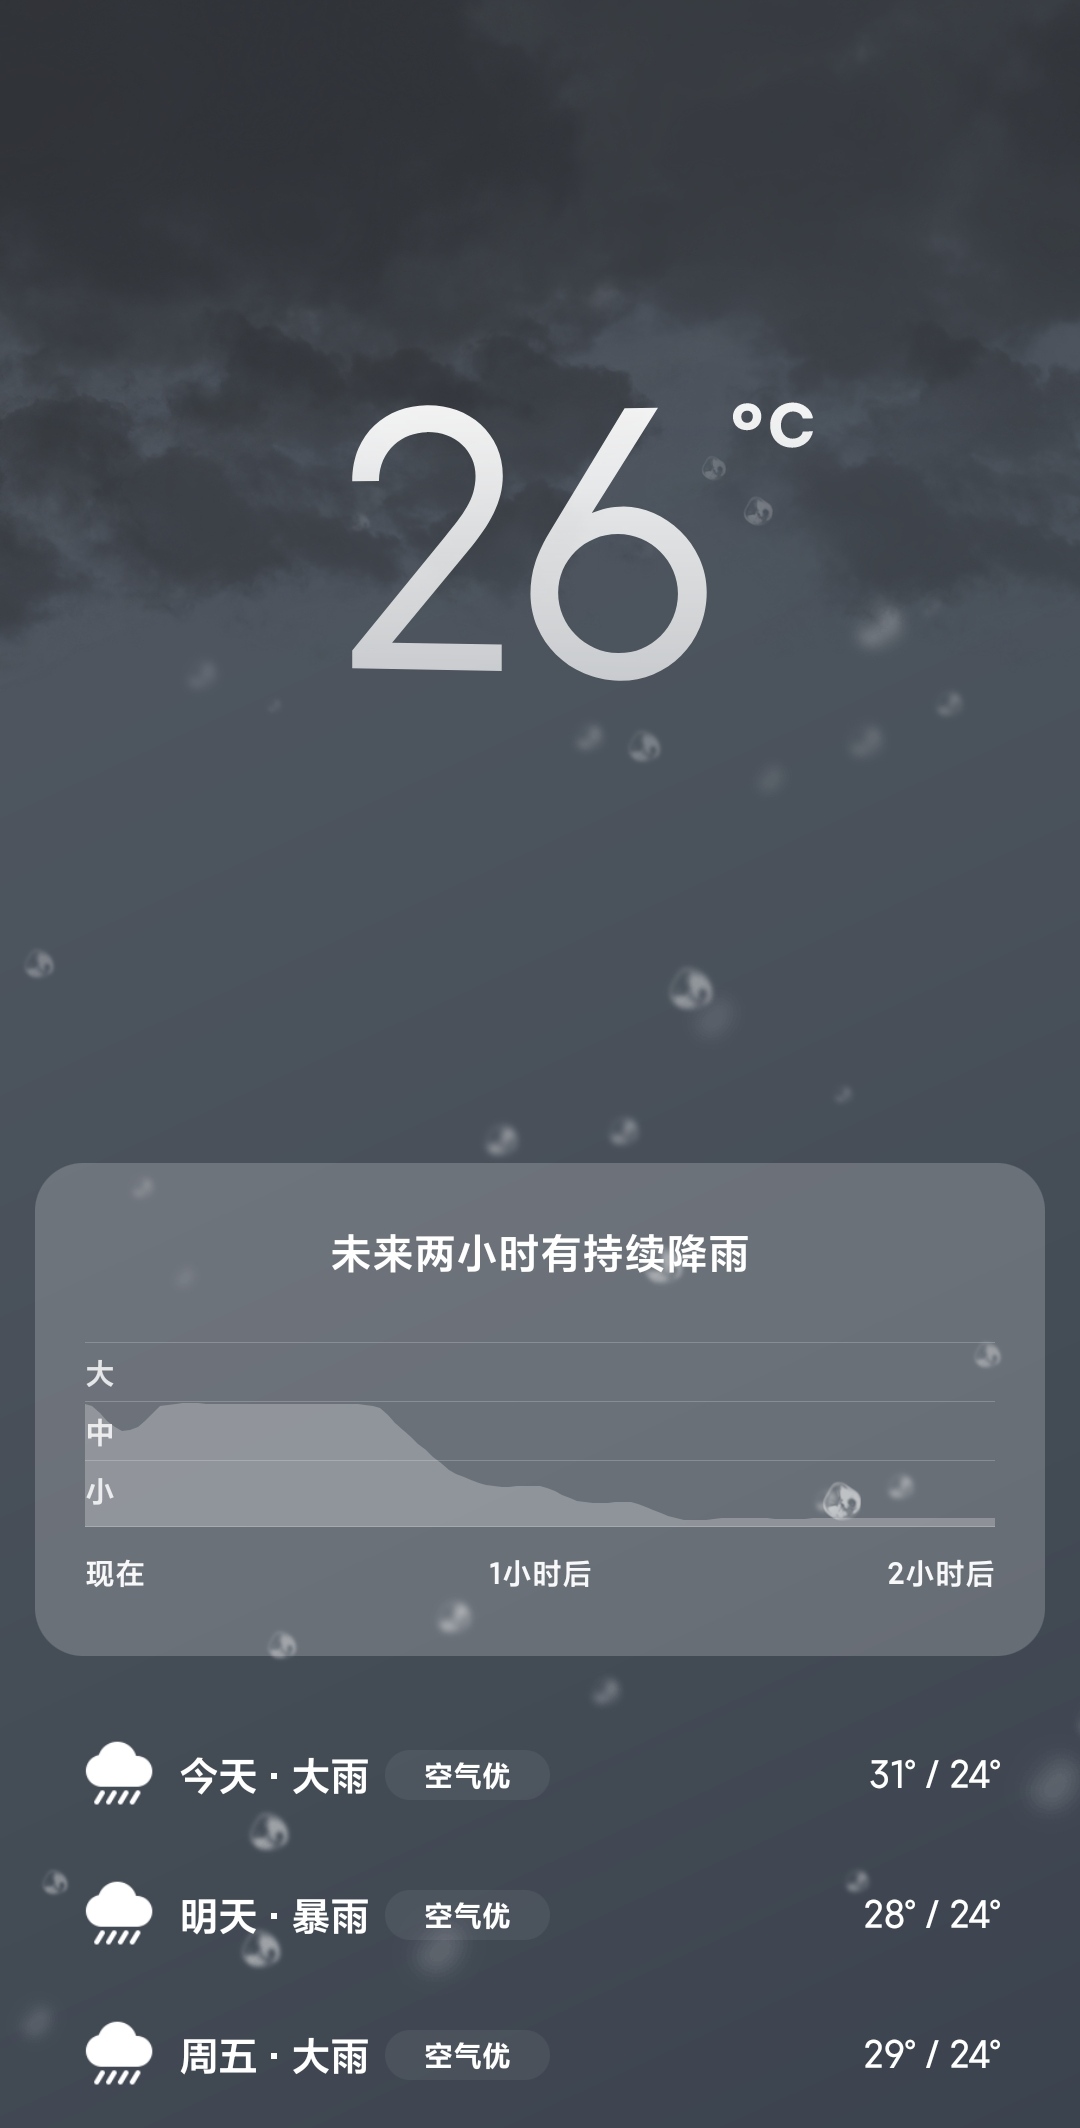 26 °C
未来两小时有持续降雨
大
中
小
现在 1小时后 2小时后
今天 · 大雨 空气优 31° / 24°
明天 · 暴雨 空气优 28° / 24°
周五 · 大雨 空气优 29° / 24°